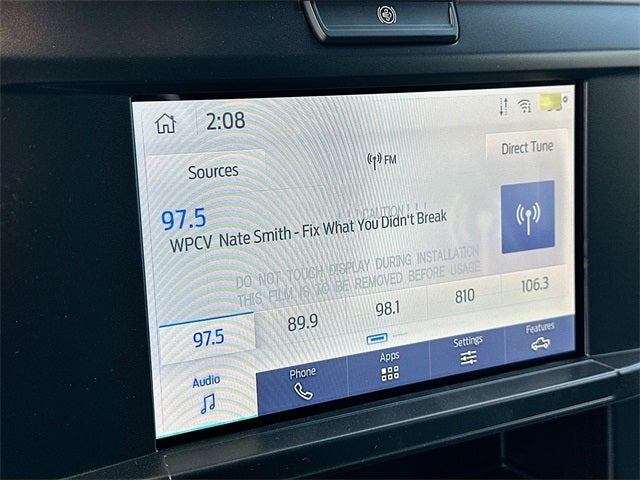 2:08
Sources
FM
Direct Tune
97.5
CAUTION ! ! !
WPCV Nate Smith - Fix What You Didn't Break
DO NOT TOUCH DISPLAY DURING INSTALLATION
THIS FILM IS TO BE REMOVED BEFORE USAGE
97.5 89.9 98.1 810 106.3
Audio Phone Apps Settings Features